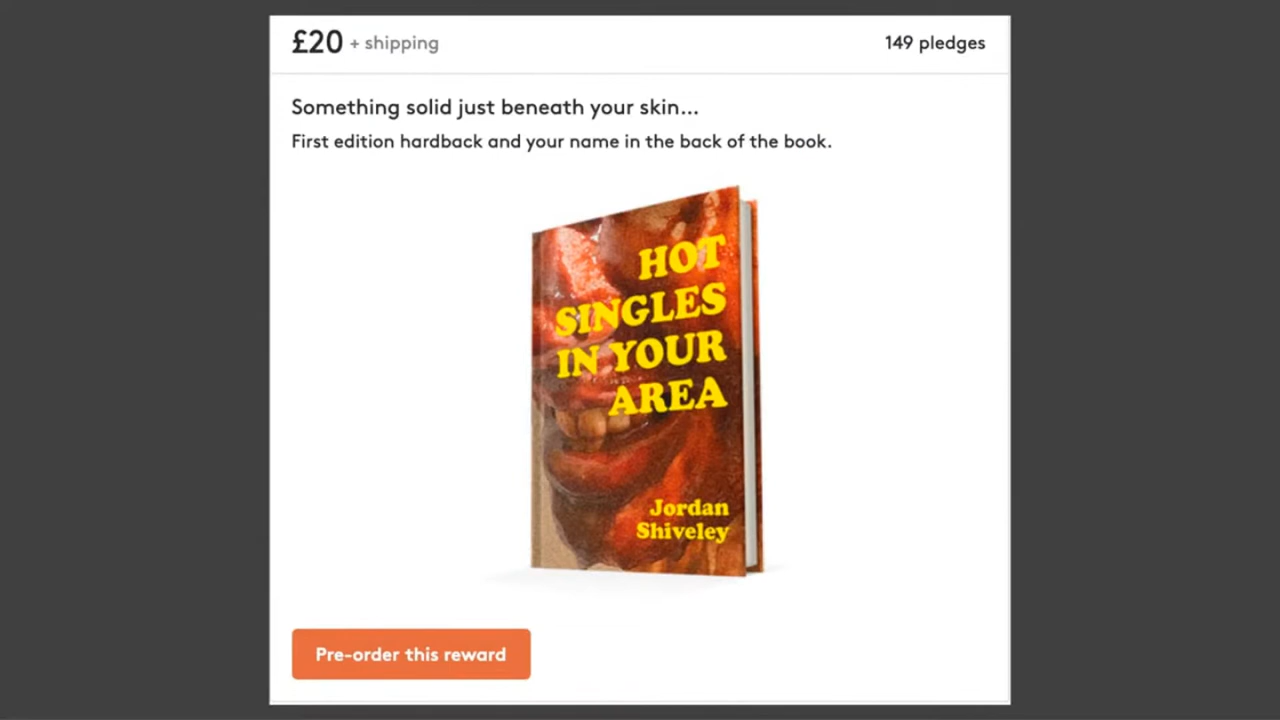 £20 + shipping
149 pledges
Something solid just beneath your skin...
First edition hardback and your name in the back of the book.
HOT
SINGLES
IN YOUR
AREA
Jordan
Shiveley
Pre-order this reward